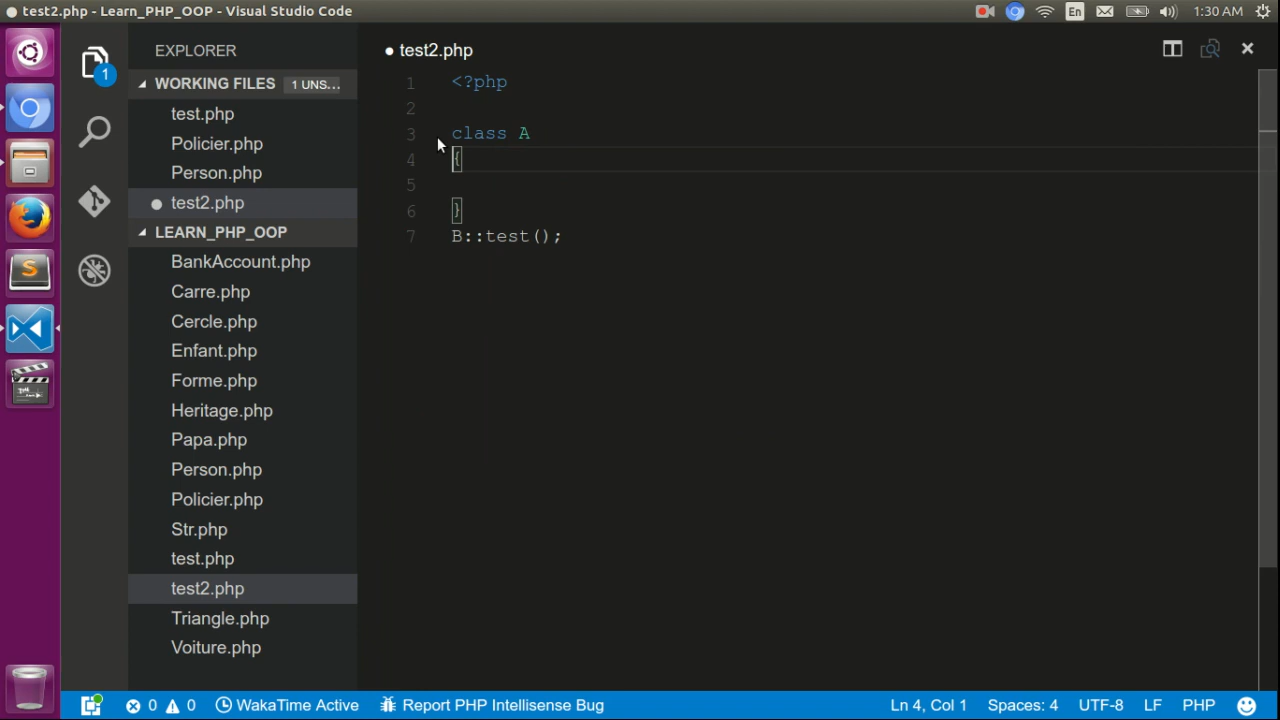 test2.php - Learn_PHP_OOP - Visual Studio Code
En
1:30 AM
1
EXPLORER
WORKING FILES 1 UNS...
test.php
Policier.php
Person.php
● test2.php
LEARN_PHP_OOP
BankAccount.php
Carre.php
Cercle.php
Enfant.php
Forme.php
Heritage.php
Papa.php
Person.php
Policier.php
Str.php
test.php
test2.php
Triangle.php
Voiture.php
● test2.php
1 <?php
2
3 class A
4 {
5
6 }
7 B::test();
S
0 0 WakaTime Active Report PHP Intellisense Bug Ln 4, Col 1 Spaces: 4 UTF-8 LF PHP